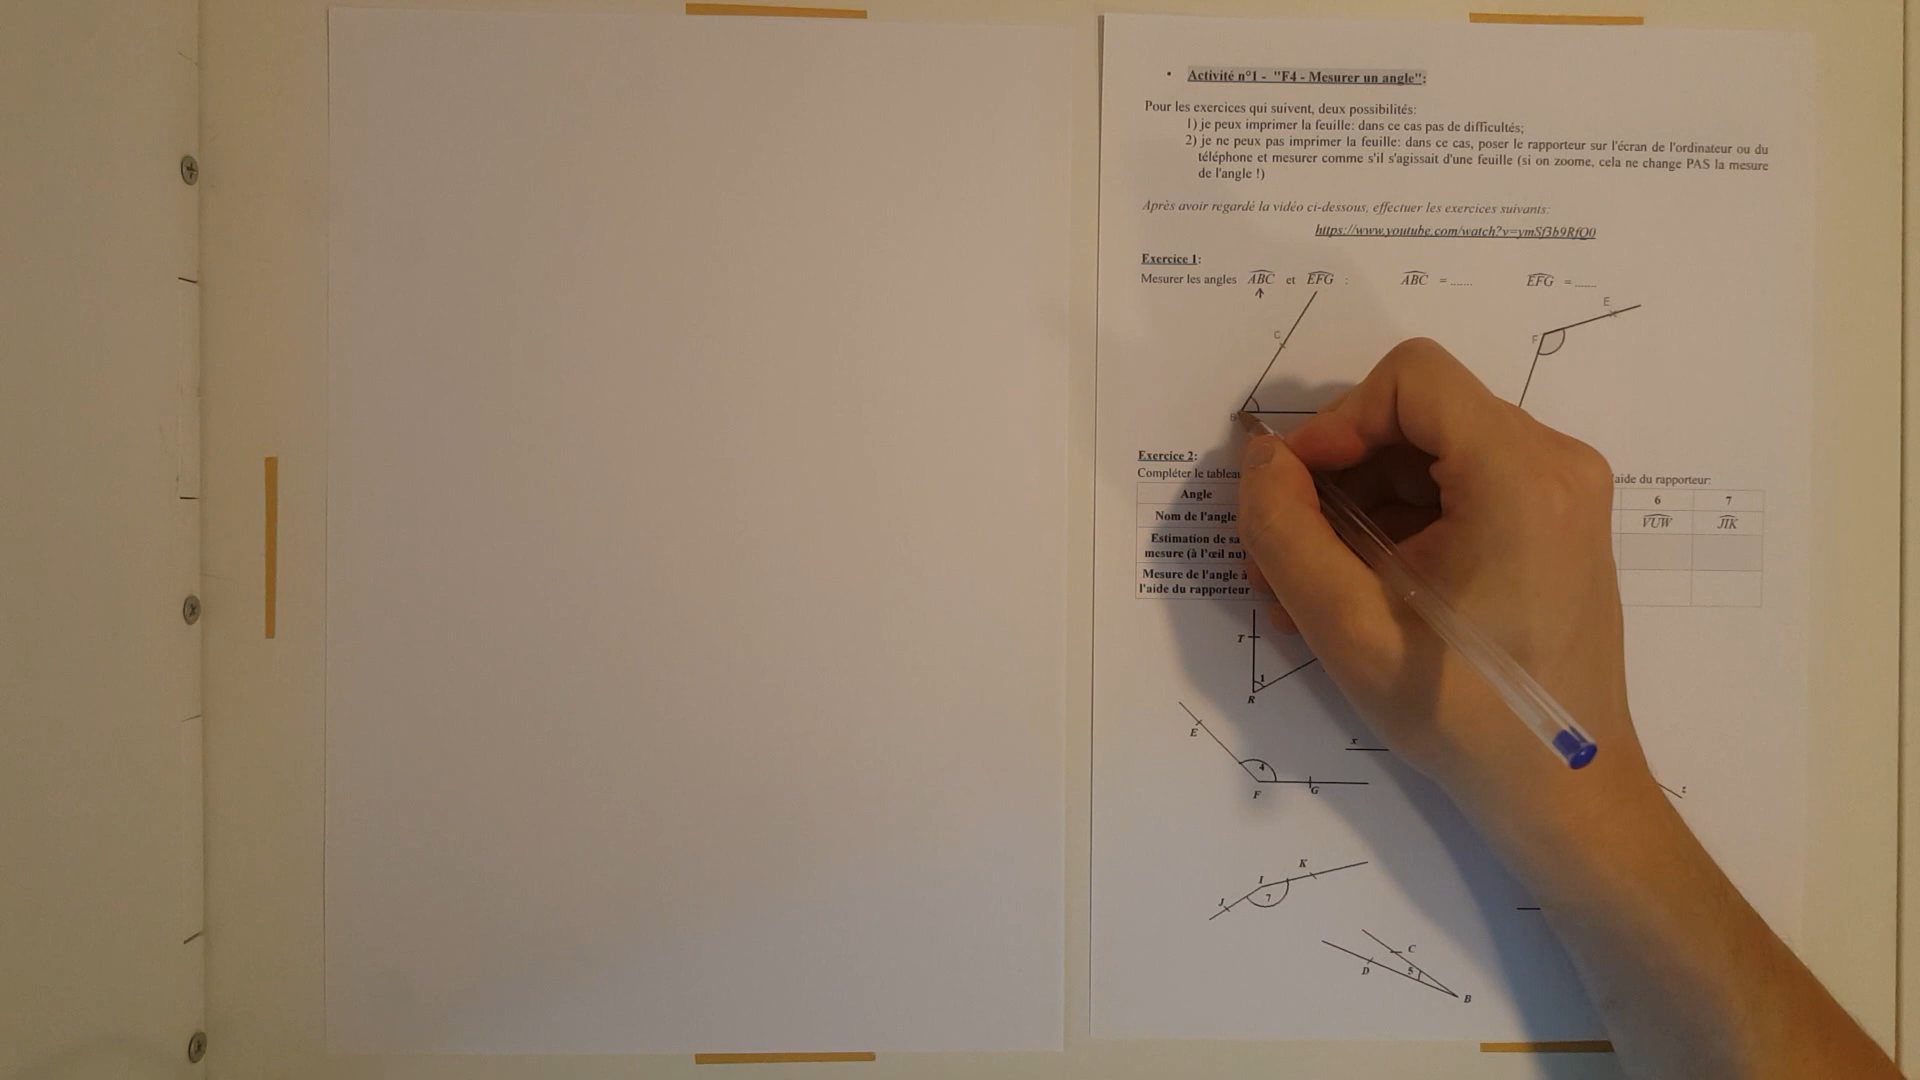 • Activité n°1 - "F4 - Mesurer un angle":
Pour les exercices qui suivent, deux possibilités:
1) je peux imprimer la feuille: dans ce cas pas de difficultés;
2) je ne peux pas imprimer la feuille: dans ce cas, poser le rapporteur sur l'écran de l'ordinateur ou du
téléphone et mesurer comme s'il s'agissait d'une feuille (si on zoome, cela ne change PAS la mesure
de l'angle !)
Après avoir regardé la vidéo ci-dessous, effectuer les exercices suivants:
https://www.youtube.com/watch?v=ymSf3b9RfQ0
Exercice 1:
Mesurer les angles ABC et EFG : ABC = ....... EFG = .......
E
C
F
B
Exercice 2:
Compléter le tableau aide du rapporteur:
Angle 6 7
Nom de l'angle VUW JIK
Estimation de sa
mesure (à l'œil nu)
Mesure de l'angle à
l'aide du rapporteur
T
1
R
E
x
4
F G
z
K
I
J 7
C
D 5
B